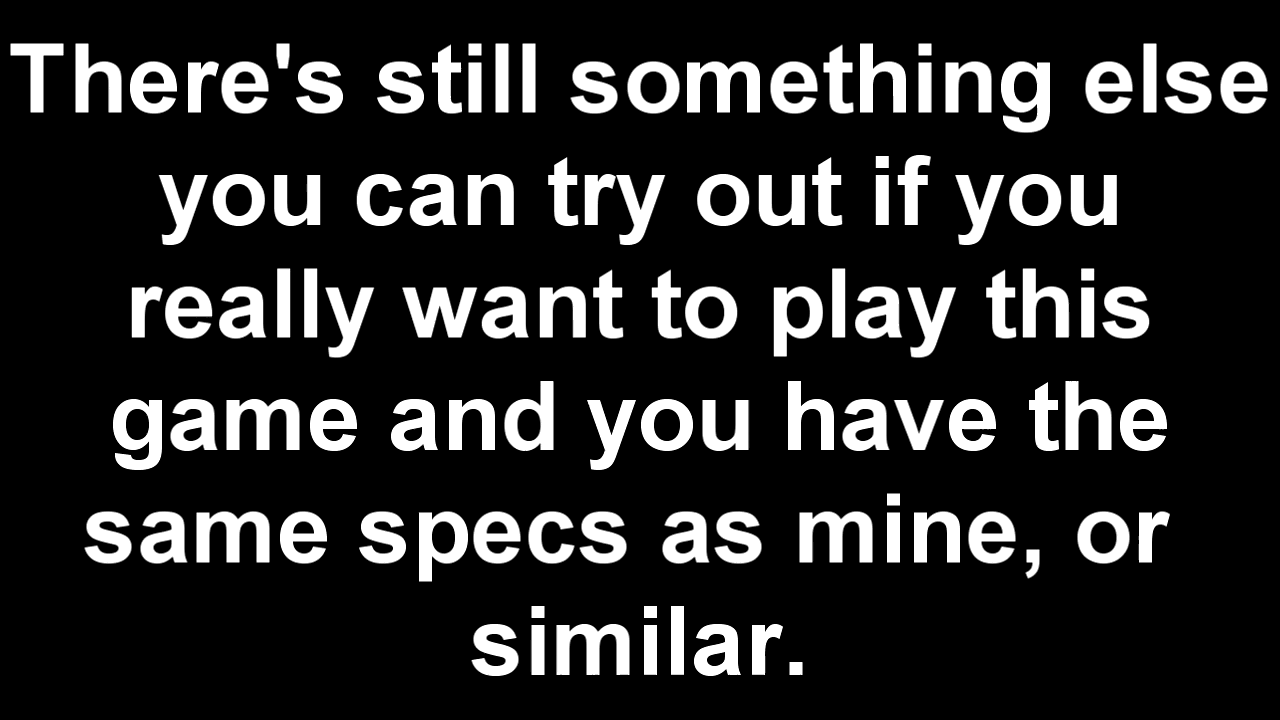 There's still something else
you can try out if you
really want to play this
game and you have the
same specs as mine, or
similar.